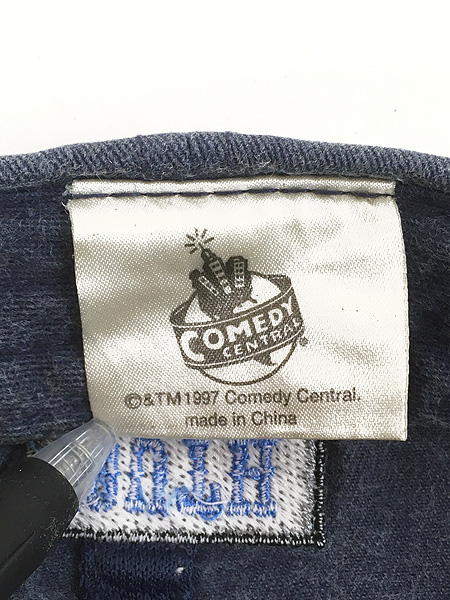 COMEDY
CENTRAL®
©&TM1997 Comedy Central.
made in China